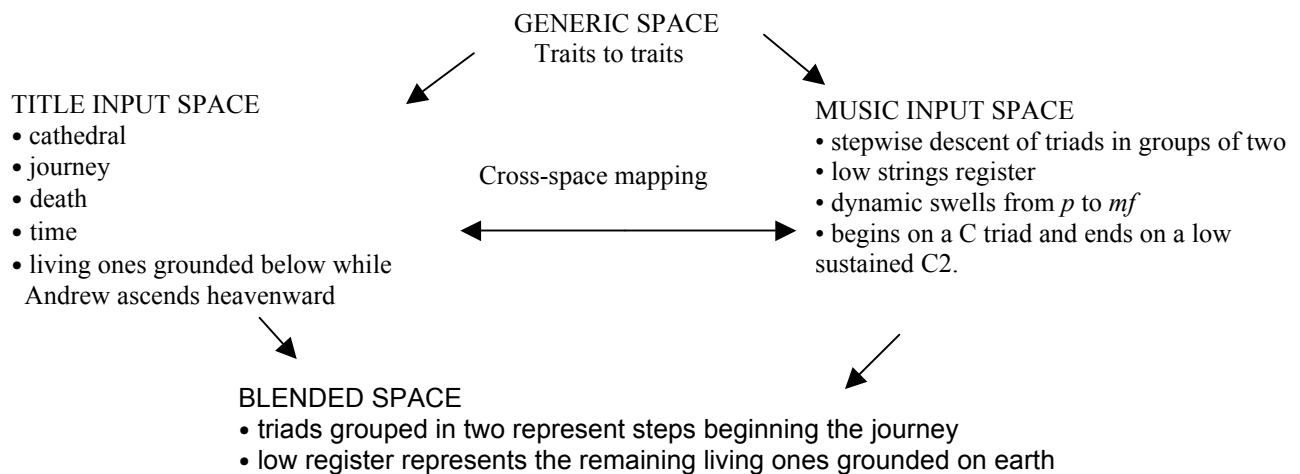 GENERIC SPACE
Traits to traits
TITLE INPUT SPACE
• cathedral
• journey
• death
• time
• living ones grounded below while
Andrew ascends heavenward
Cross-space mapping
MUSIC INPUT SPACE
• stepwise descent of triads in groups of two
• low strings register
• dynamic swells from p to mf
• begins on a C triad and ends on a low
sustained C2.
BLENDED SPACE
• triads grouped in two represent steps beginning the journey
• low register represents the remaining living ones grounded on earth